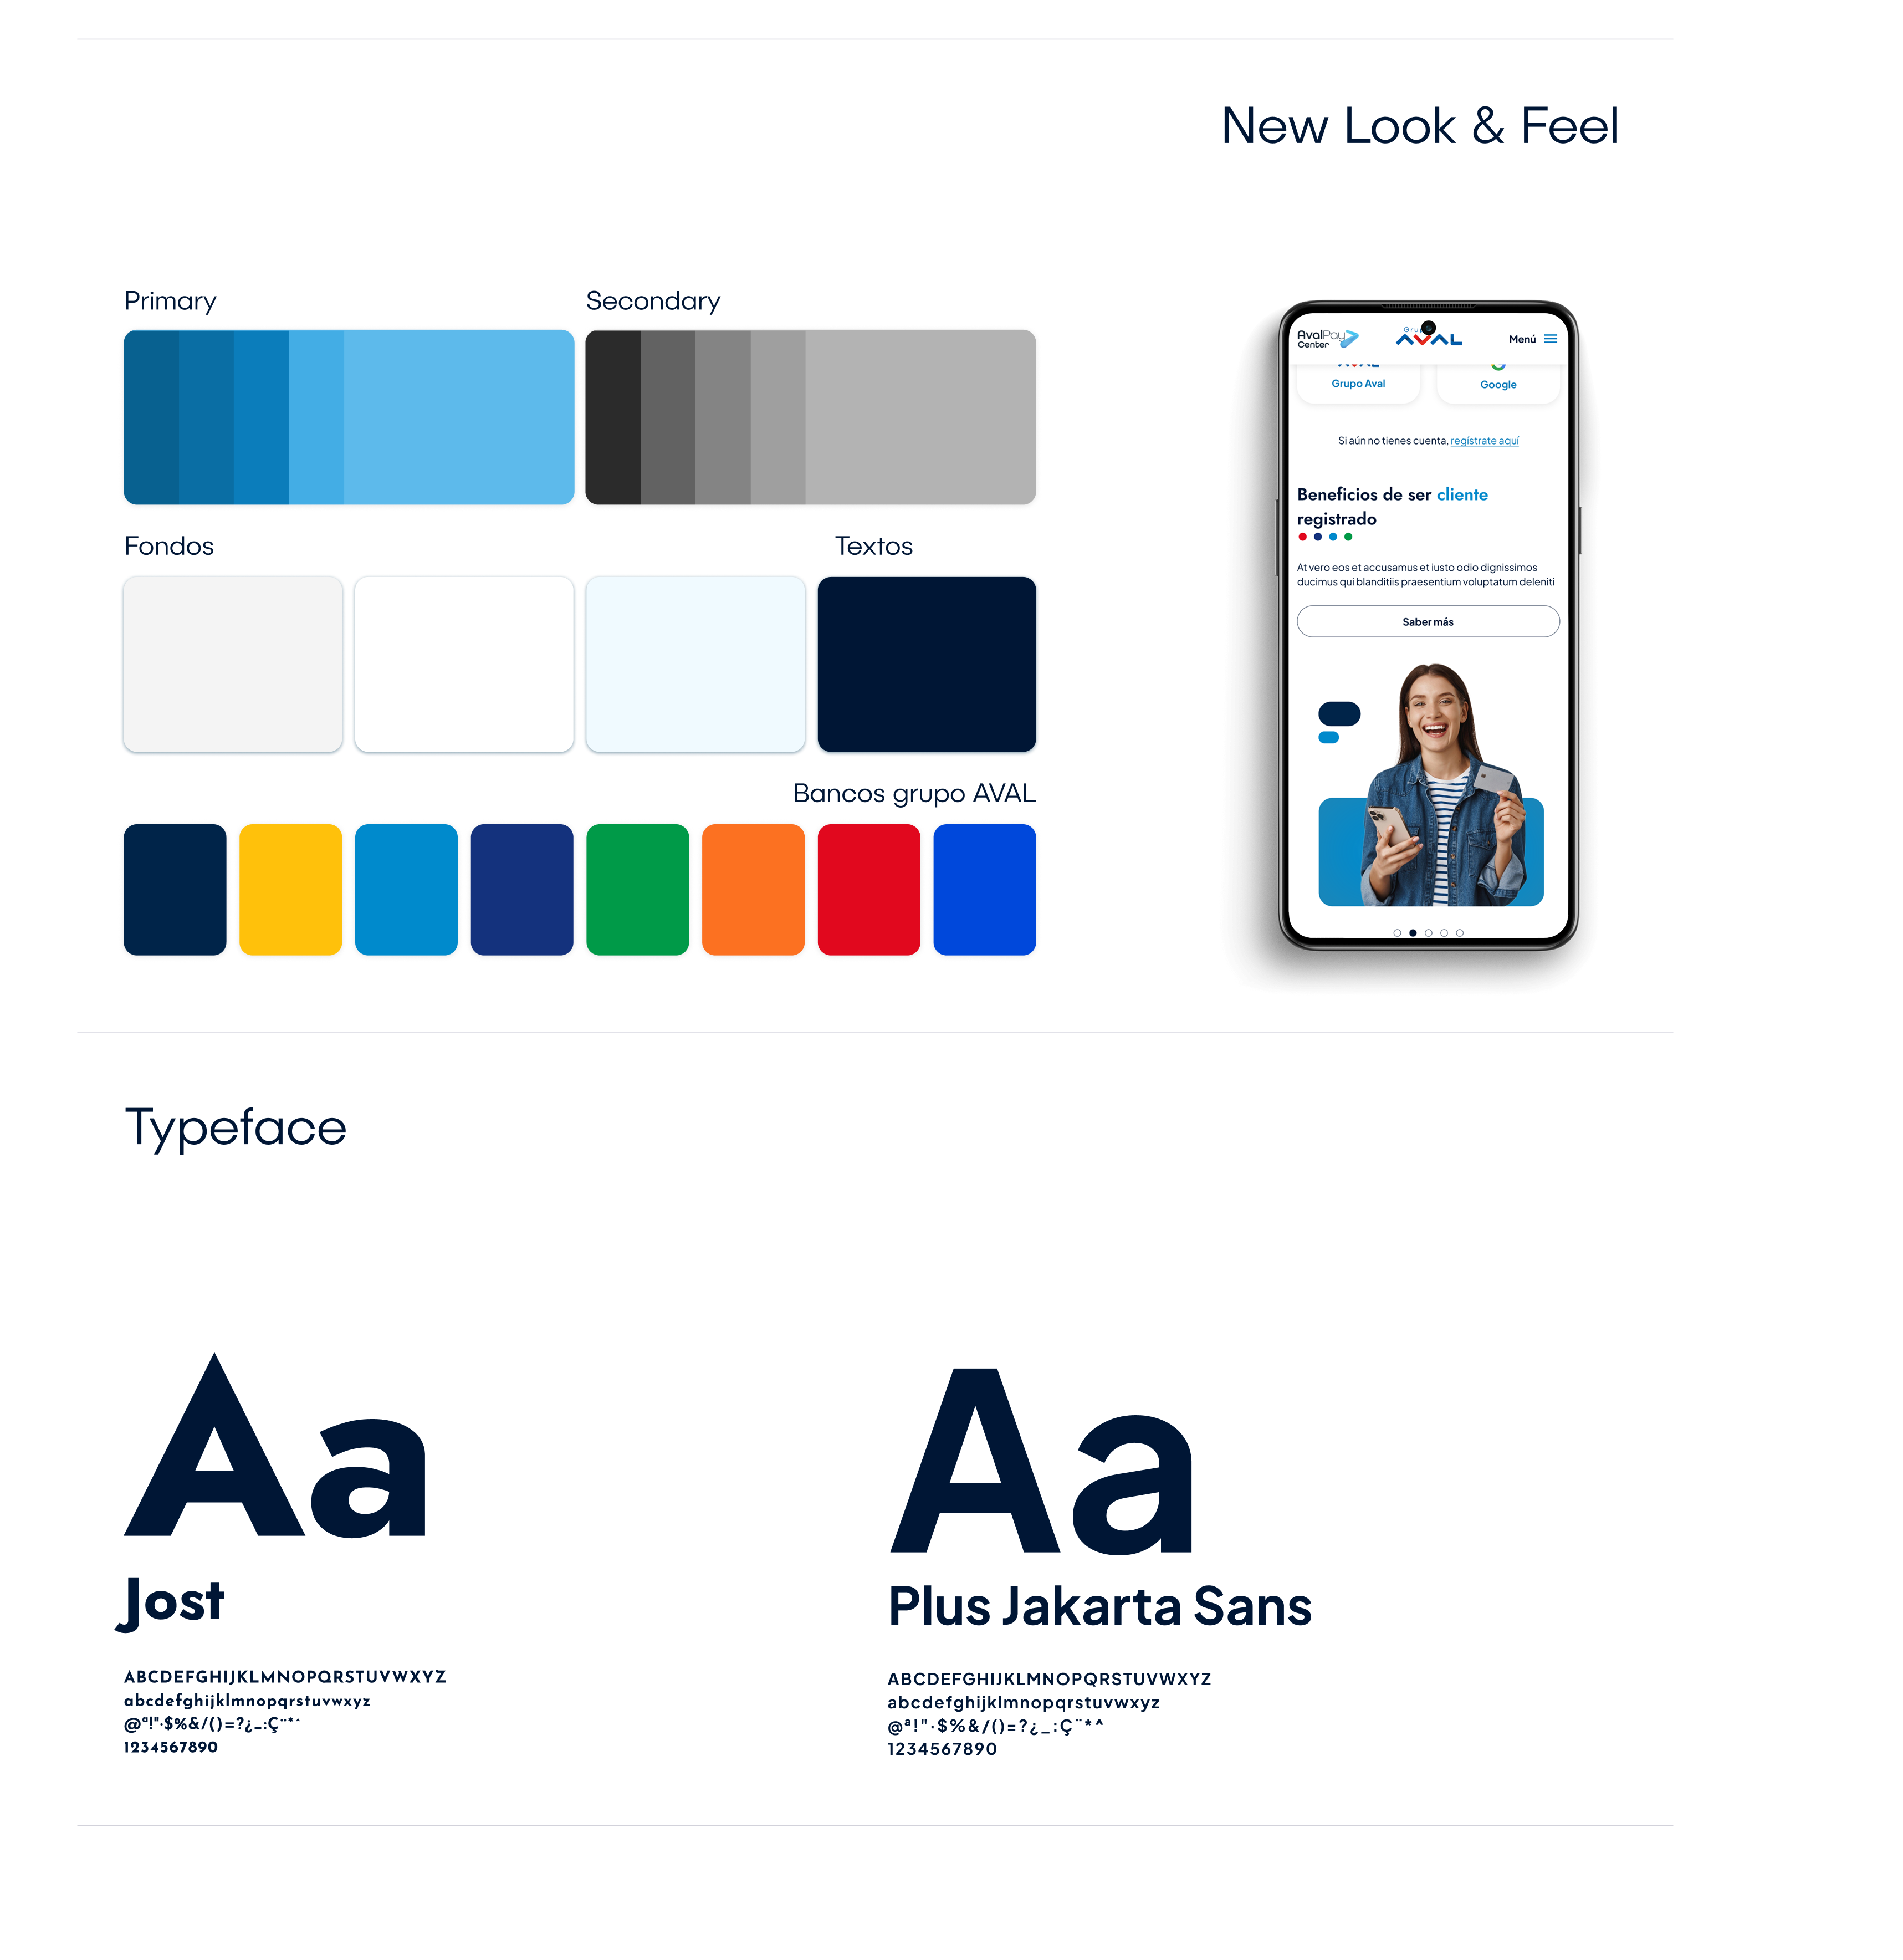 New Look & Feel
Primary
Secondary
Fondos
Textos
Bancos grupo AVAL
AvalPay
Center
Grupo
AVAL
Menú
Grupo Aval
Google
Si aún no tienes cuenta, regístrate aquí
Beneficios de ser cliente
registrado
At vero eos et accusamus et iusto odio dignissimos
ducimus qui blanditiis praesentium voluptatum deleniti
Saber más
Typeface
Aa
Jost
ABCDEFGHIJKLMNOPQRSTUVWXYZ
abcdefghijklmnopqrstuvwxyz
@ª!"·$%&/()=?¿_:Ç¨*^
1234567890
Aa
Plus Jakarta Sans
ABCDEFGHIJKLMNOPQRSTUVWXYZ
abcdefghijklmnopqrstuvwxyz
@ª!"·$%&/()=?¿_:Ç¨*^
1234567890